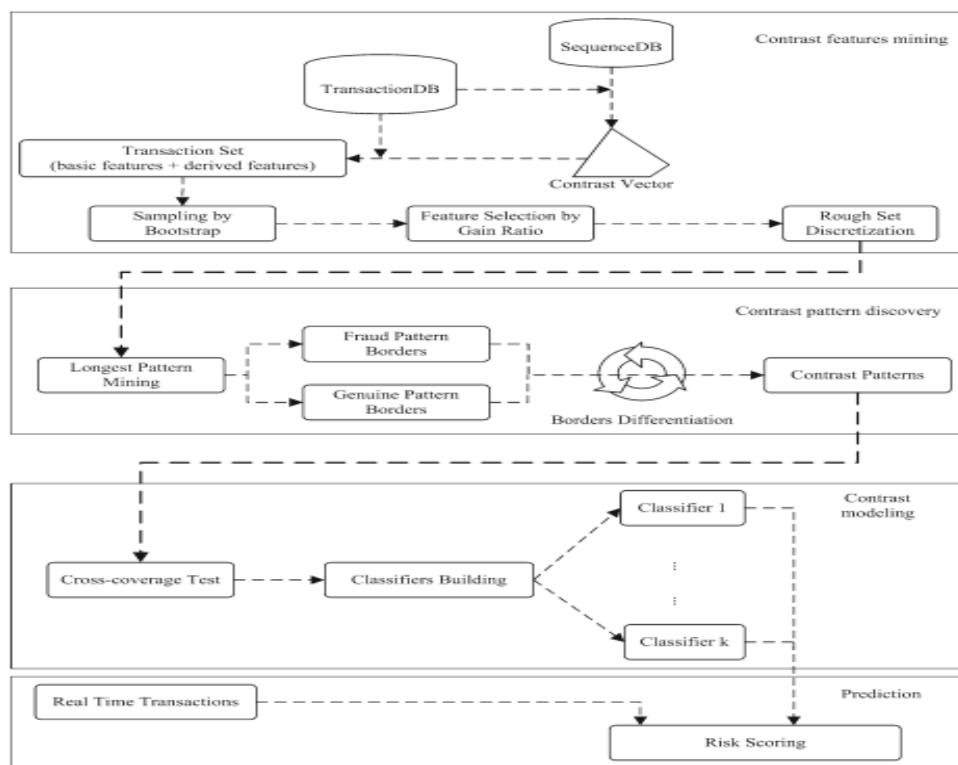 SequenceDB
Contrast features mining
TransactionDB
Transaction Set
(basic features + derived features)
Contrast Vector
Sampling by
Bootstrap
Feature Selection by
Gain Ratio
Rough Set
Discretization
Contrast pattern discovery
Fraud Pattern
Borders
Longest Pattern
Mining
Contrast Patterns
Genuine Pattern
Borders
Borders Differentiation
Contrast
modeling
Classifier 1
Cross-coverage Test
Classifiers Building
...
...
Classifier k
Real Time Transactions
Prediction
Risk Scoring